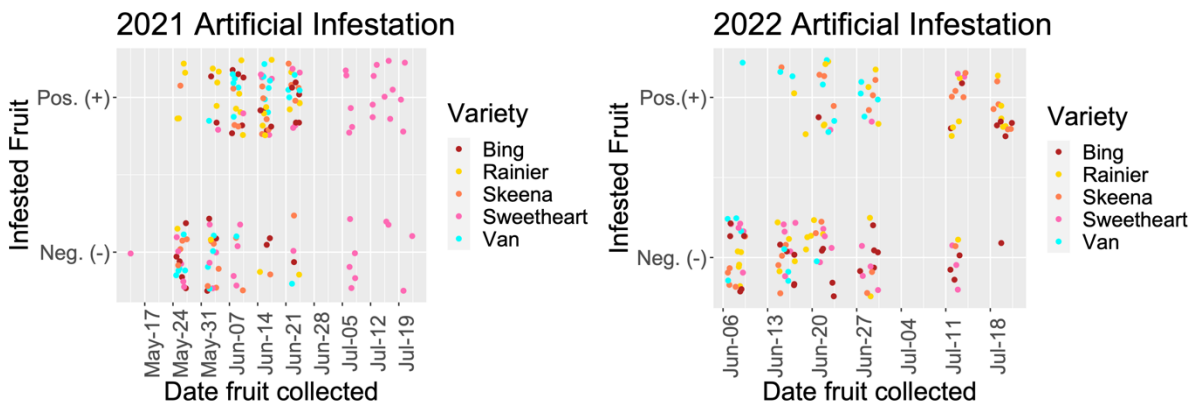 2021 Artificial Infestation
Infested Fruit
Pos. (+)
Neg. (-)
May-17
May-24
May-31
Jun-07
Jun-14
Jun-21
Jun-28
Jul-05
Jul-12
Jul-19
Date fruit collected
Variety
Bing
Rainier
Skeena
Sweetheart
Van
2022 Artificial Infestation
Infested Fruit
Pos.(+)
Neg.(-)
Jun-06
Jun-13
Jun-20
Jun-27
Jul-04
Jul-11
Jul-18
Date fruit collected
Variety
Bing
Rainier
Skeena
Sweetheart
Van